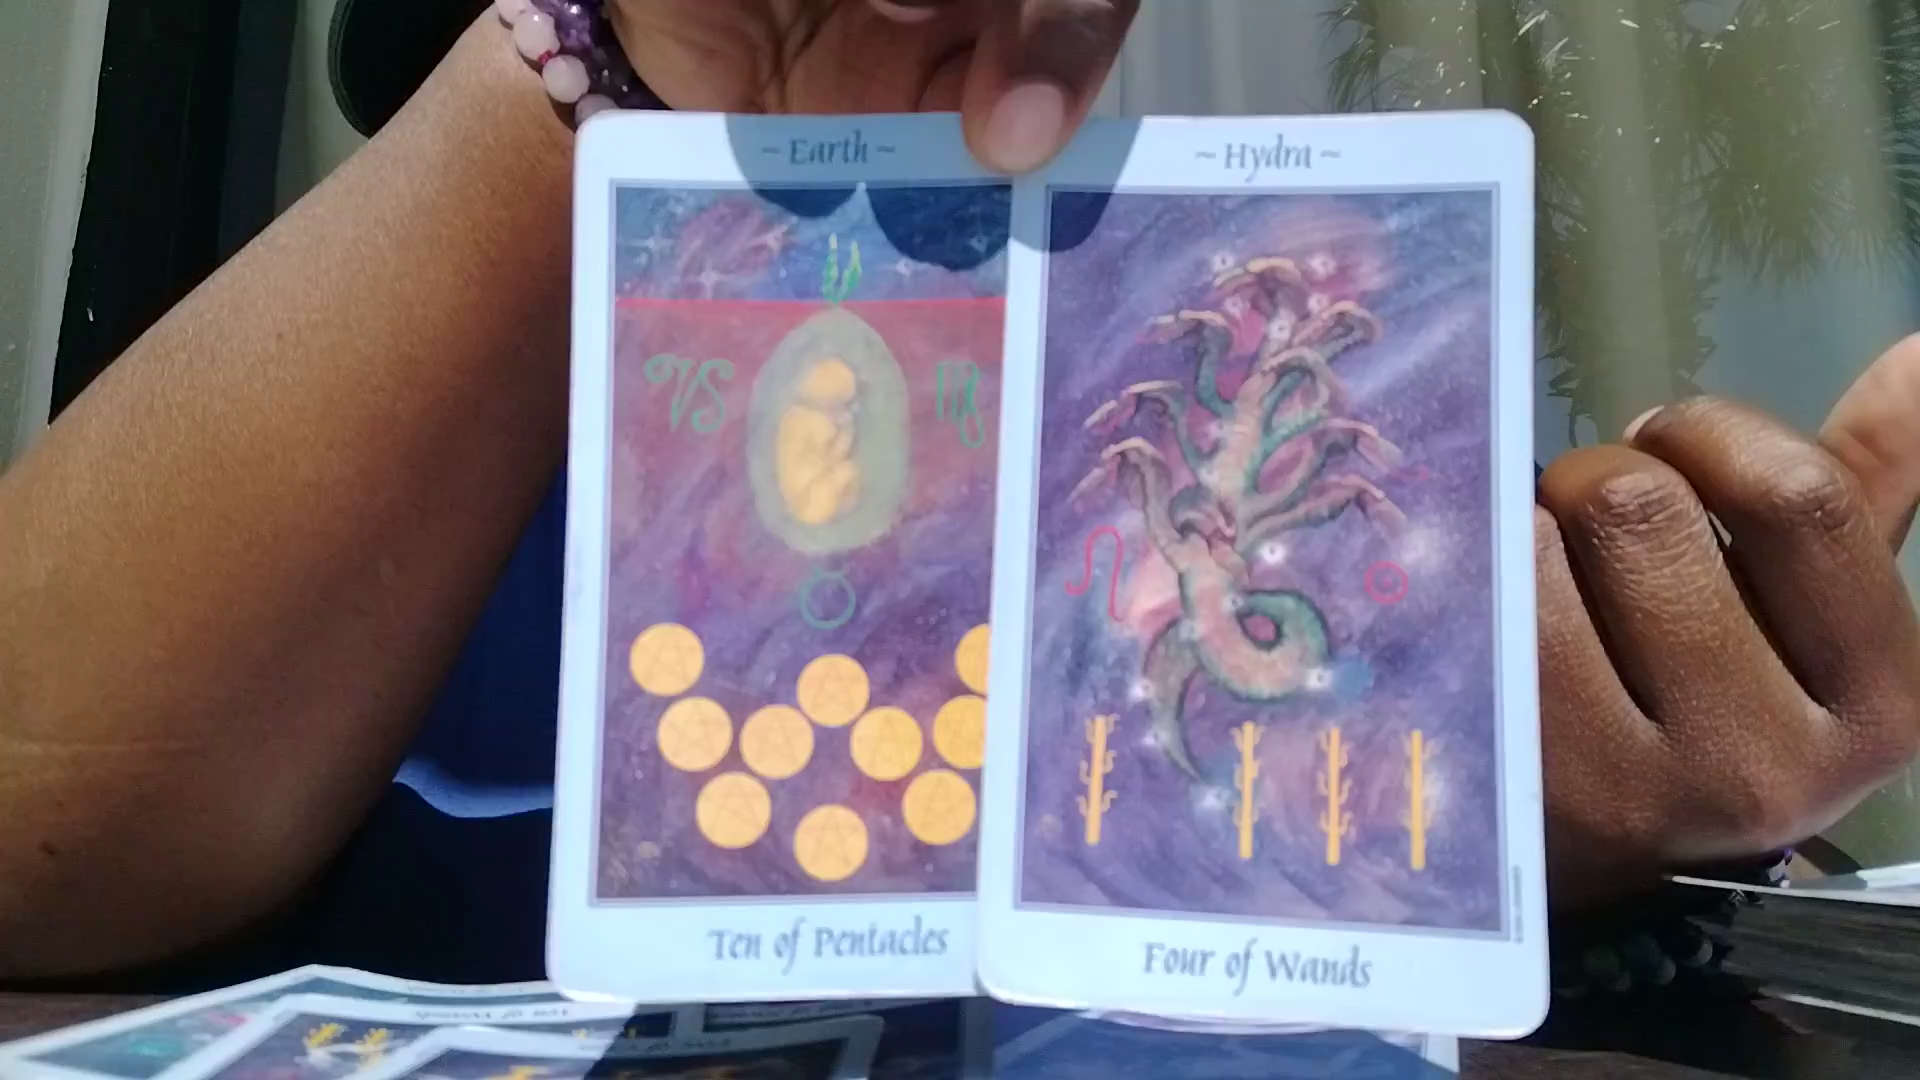 ~ Earth ~
~ Hydra ~
Ten of Pentacles
Four of Wands